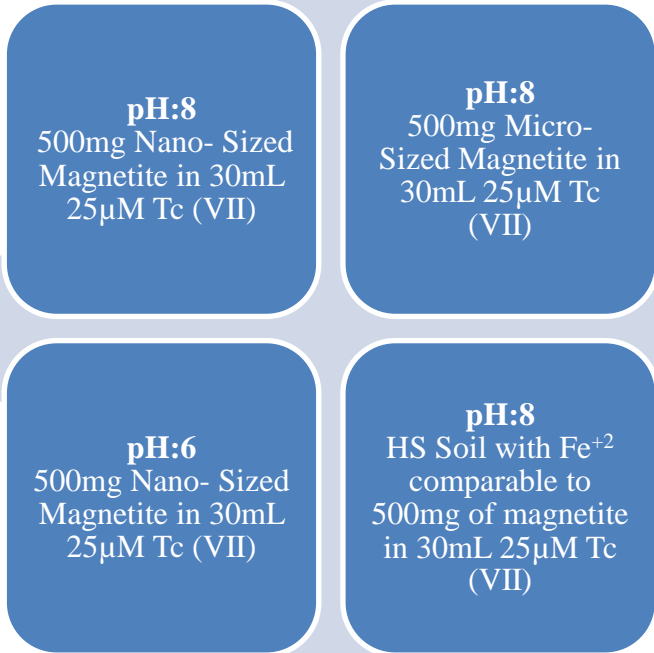 pH:8
500mg Nano- Sized
Magnetite in 30mL
25µM Tc (VII)
pH:8
500mg Micro-
Sized Magnetite in
30mL 25µM Tc
(VII)
pH:6
500mg Nano- Sized
Magnetite in 30mL
25µM Tc (VII)
pH:8
HS Soil with Fe⁺²
comparable to
500mg of magnetite
in 30mL 25µM Tc
(VII)